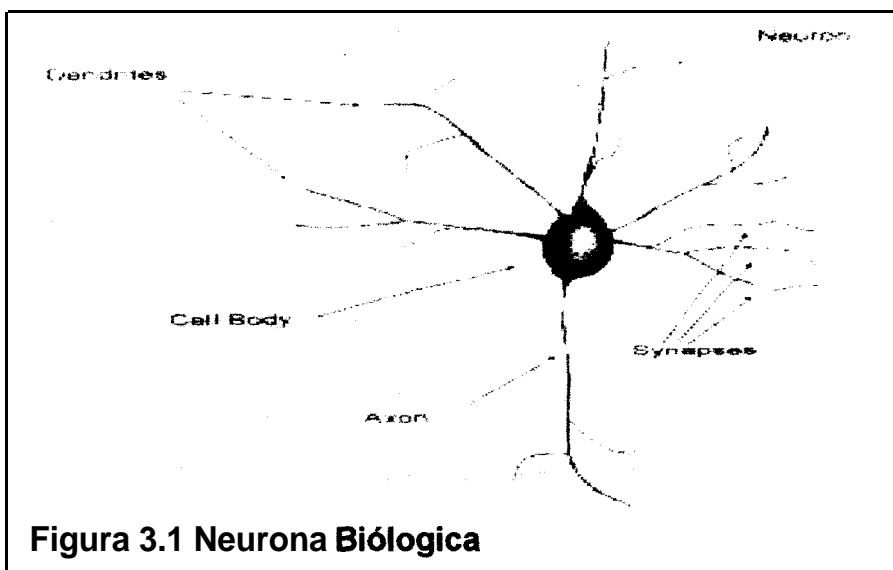 Neuron
Dendrites
Cell Body
Synapses
Axon
Figura 3.1 Neurona Biólogica